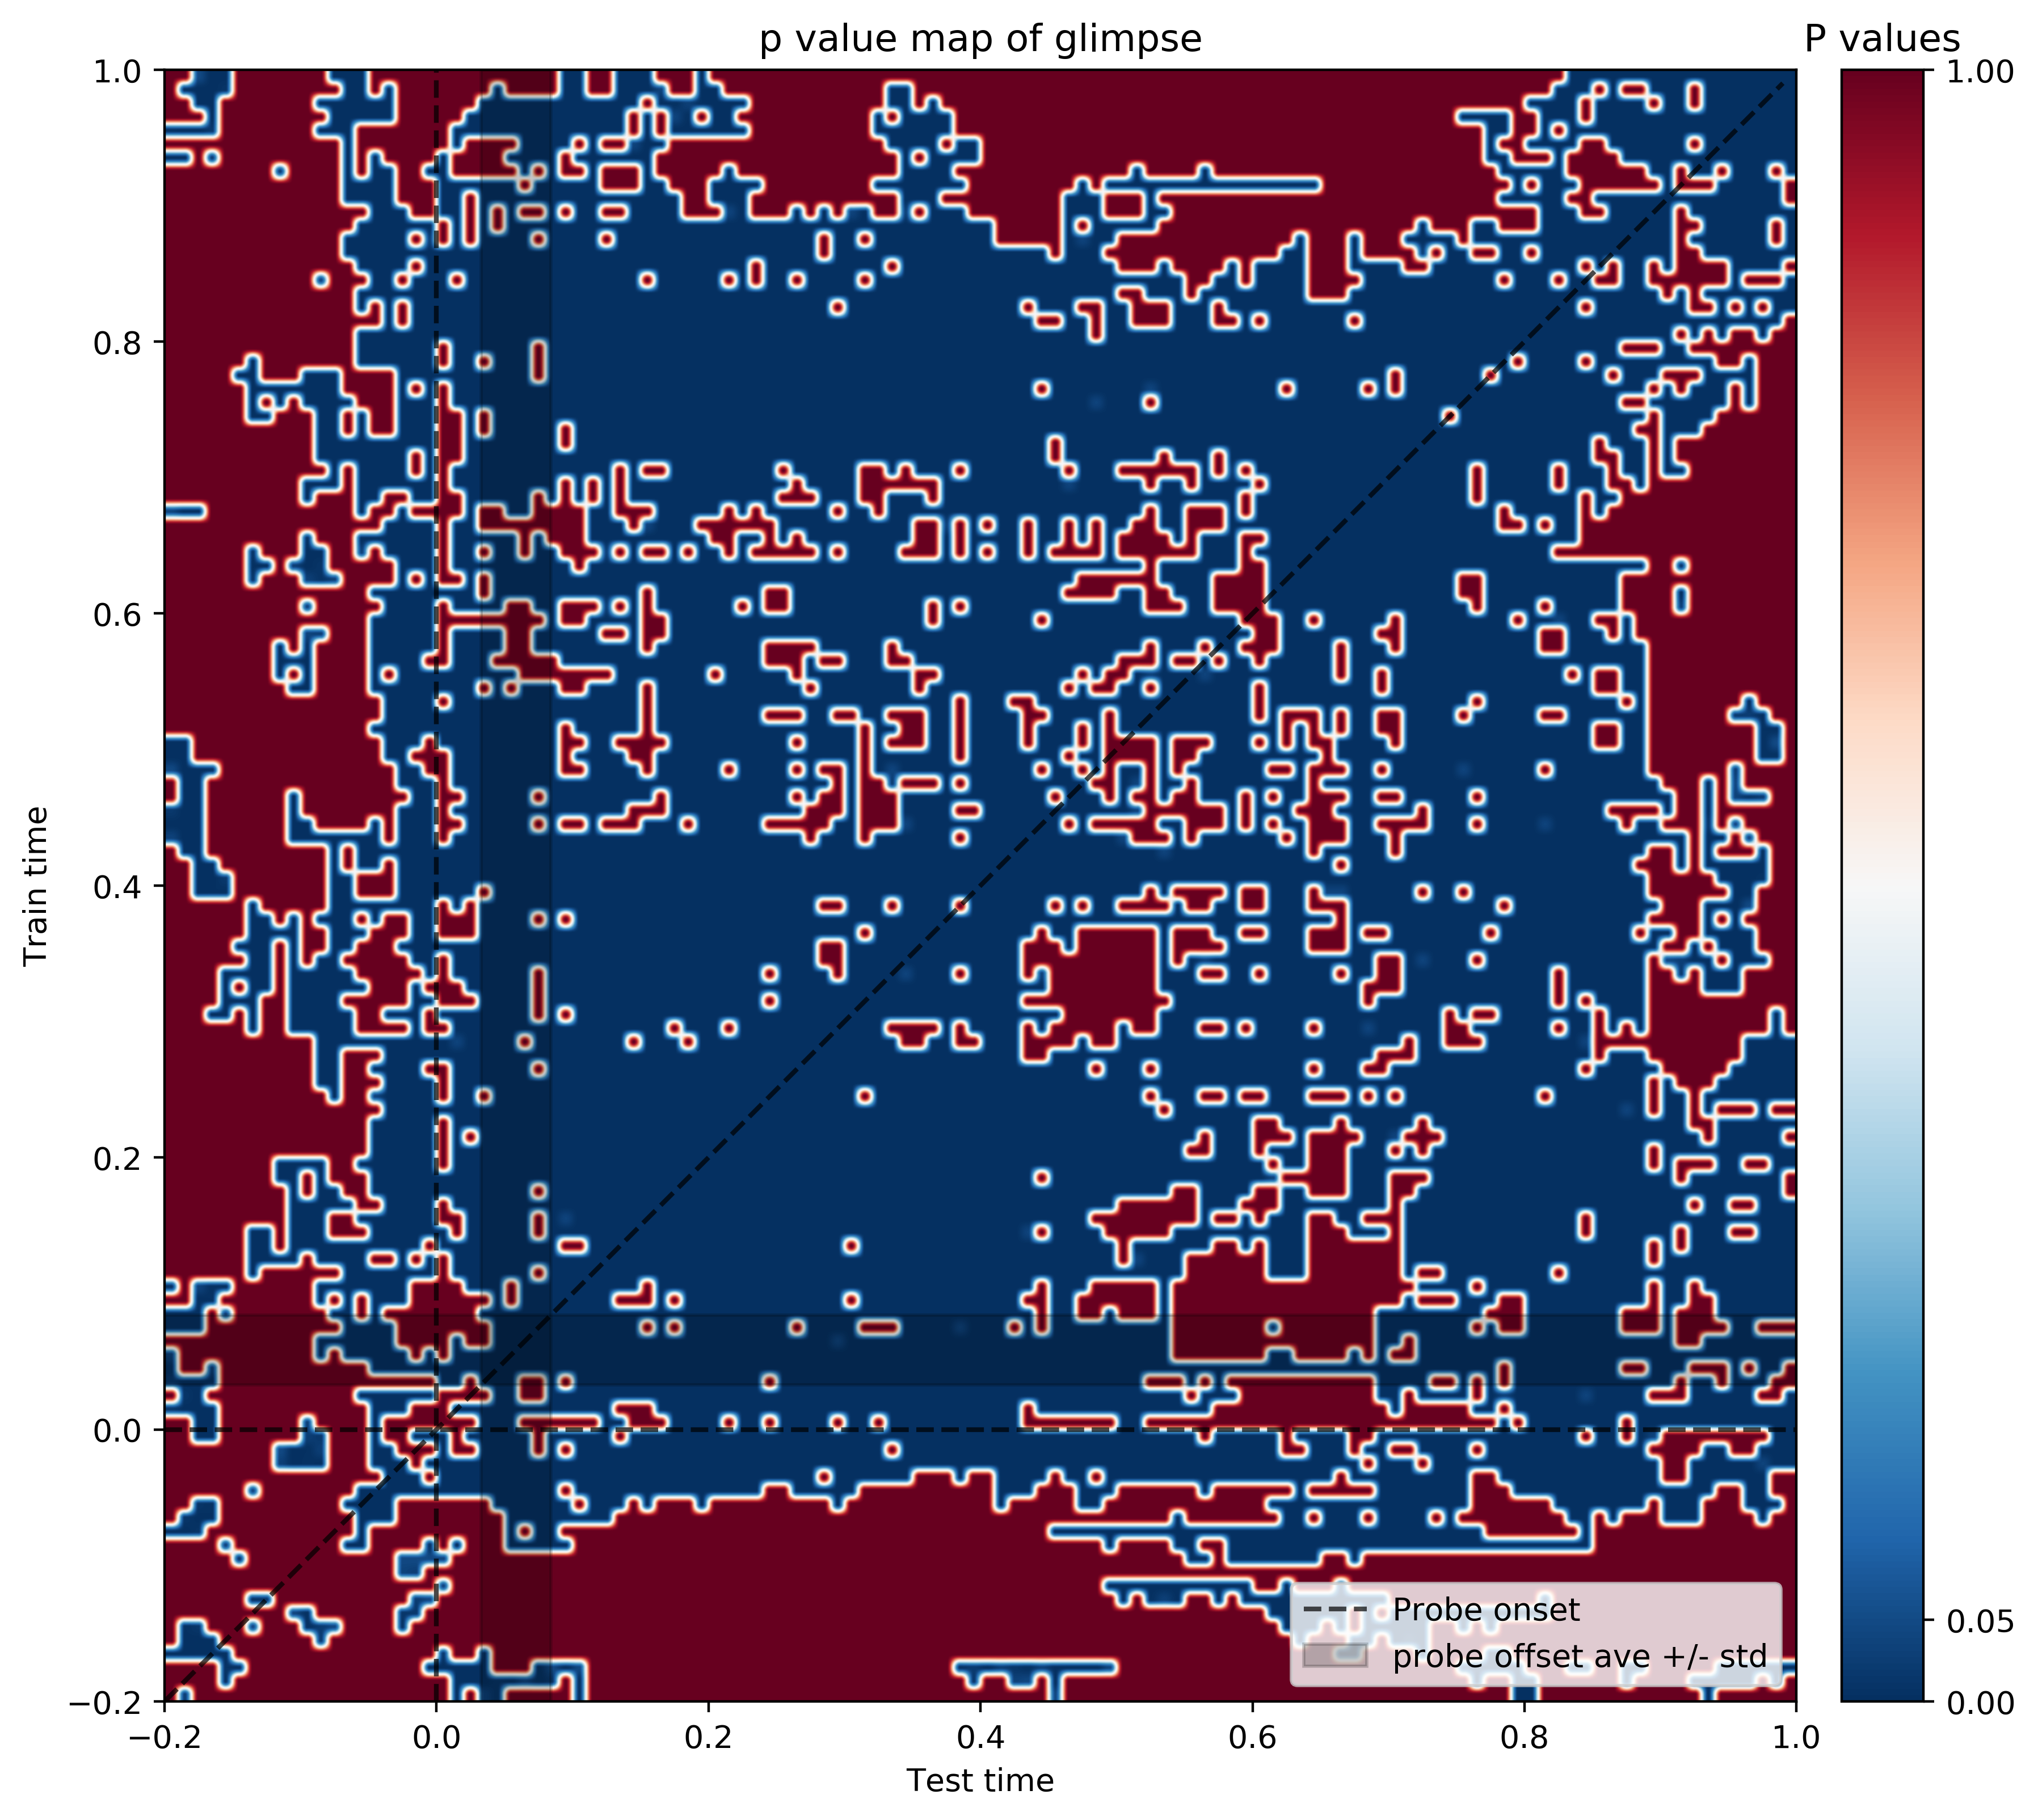 p value map of glimpse
P values
1.0
0.8
0.6
0.4
0.2
0.0
−0.2
Train time
−0.2
0.0
0.2
0.4
0.6
0.8
1.0
Test time
Probe onset
probe offset ave +/- std
1.00
0.05
0.00